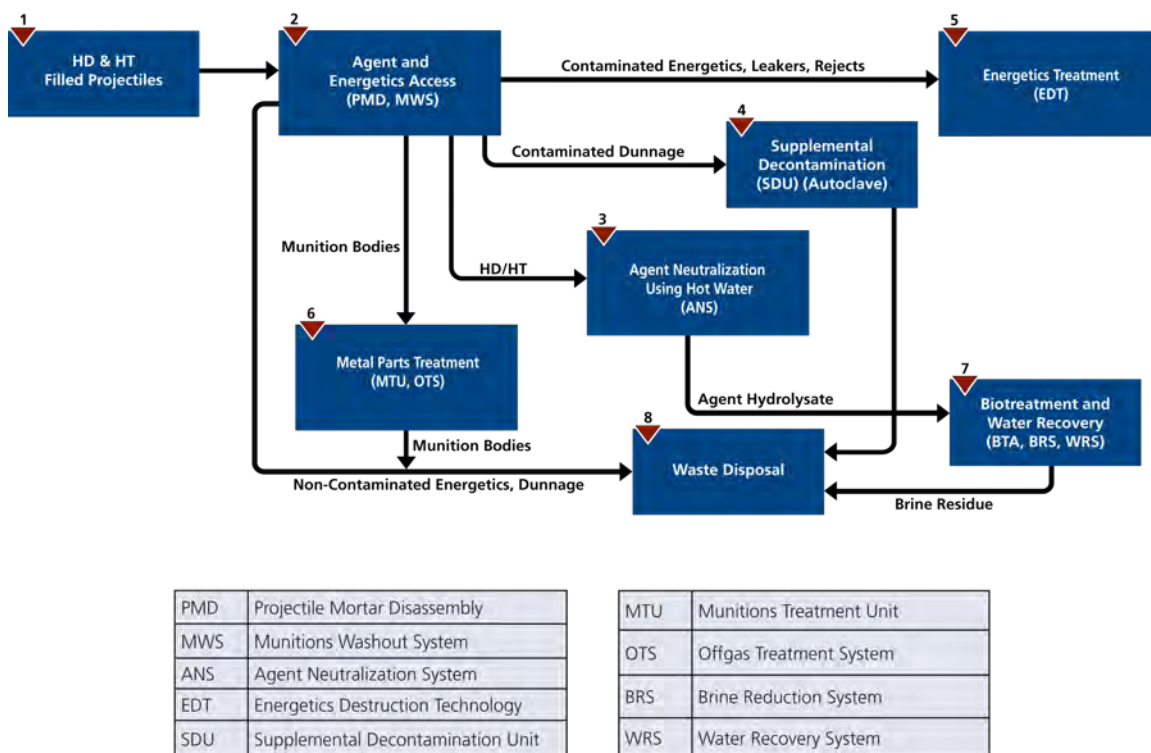 1
HD & HT
Filled Projectiles
2
Agent and
Energetics Access
(PMD, MWS)
Contaminated Energetics, Leakers, Rejects
5
Energetics Treatment
(EDT)
Contaminated Dunnage
4
Supplemental
Decontamination
(SDU) (Autoclave)
Munition Bodies
HD/HT
3
Agent Neutralization
Using Hot Water
(ANS)
6
Metal Parts Treatment
(MTU, OTS)
Agent Hydrolysate
7
Biotreatment and
Water Recovery
(BTA, BRS, WRS)
Munition Bodies
8
Waste Disposal
Non-Contaminated Energetics, Dunnage
Brine Residue
PMD Projectile Mortar Disassembly
MWS Munitions Washout System
ANS Agent Neutralization System
EDT Energetics Destruction Technology
SDU Supplemental Decontamination Unit
MTU Munitions Treatment Unit
OTS Offgas Treatment System
BRS Brine Reduction System
WRS Water Recovery System